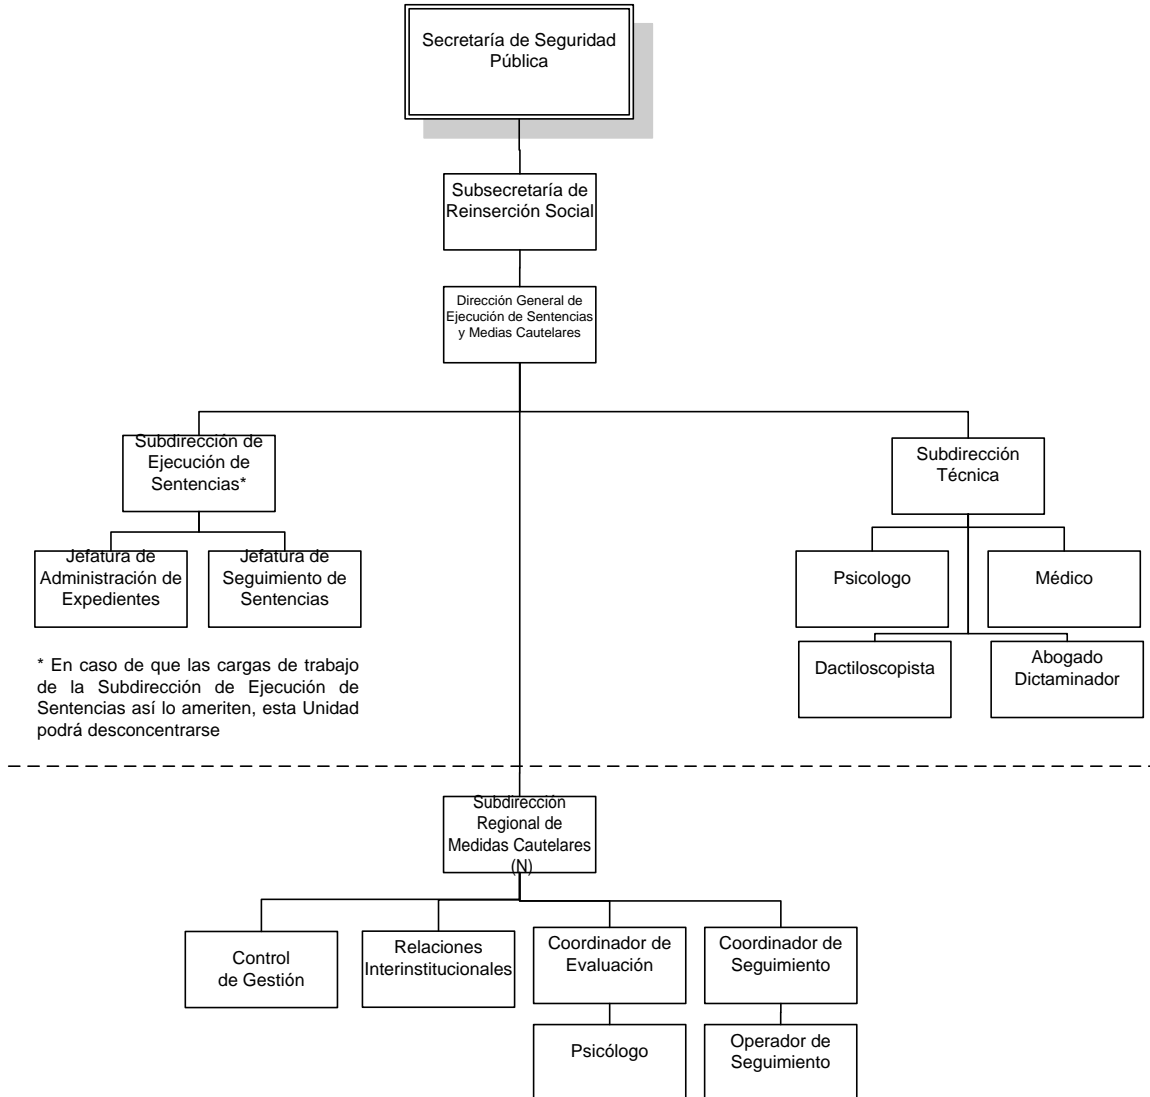 Secretaría de Seguridad
Pública
Subsecretaría de
Reinserción Social
Dirección General de
Ejecución de Sentencias
y Medias Cautelares
Subdirección de
Ejecución de
Sentencias*
Subdirección
Técnica
Jefatura de
Administración de
Expedientes
Jefatura de
Seguimiento de
Sentencias
Psicologo
Médico
Dactiloscopista
Abogado
Dictaminador
* En caso de que las cargas de trabajo
de la Subdirección de Ejecución de
Sentencias así lo ameriten, esta Unidad
podrá desconcentrarse
Subdirección
Regional de
Medidas Cautelares
(N)
Control
de Gestión
Relaciones
Interinstitucionales
Coordinador de
Evaluación
Coordinador de
Seguimiento
Psicólogo
Operador de
Seguimiento